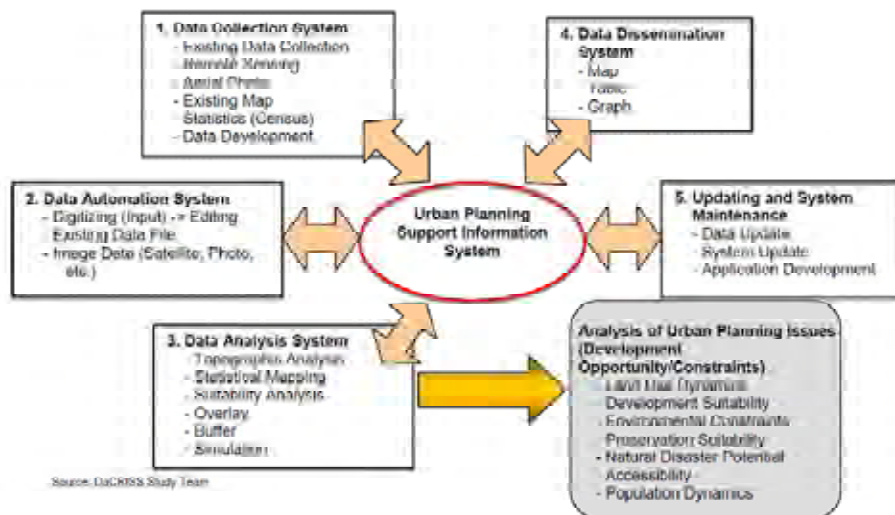 1. Data Collection System
- Existing Data Collection
- Remote Sensing
- Aerial Photo
- Existing Map
- Statistics (Census)
- Data Development
4. Data Dissemination
System
- Map
- Table
- Graph
2. Data Automation System
- Digitizing (Input) -> Editing
Existing Data File
- Image Data (Satellite, Photo,
etc.)
Urban Planning
Support Information
System
5. Updating and System
Maintenance
- Data Update
- System Update
- Application Development
3. Data Analysis System
Topographic Analysis
- Statistical Mapping
- Suitability Analysis
- Overlay
- Buffer
- Simulation
Analysis of Urban Planning Issues
(Development
Opportunity/Constraints)
- Land Use Dynamics
- Development Suitability
- Environmental Constraints
- Preservation Suitability
- Natural Disaster Potential
Accessibility
- Population Dynamics
Source: DaCRISS Study Team